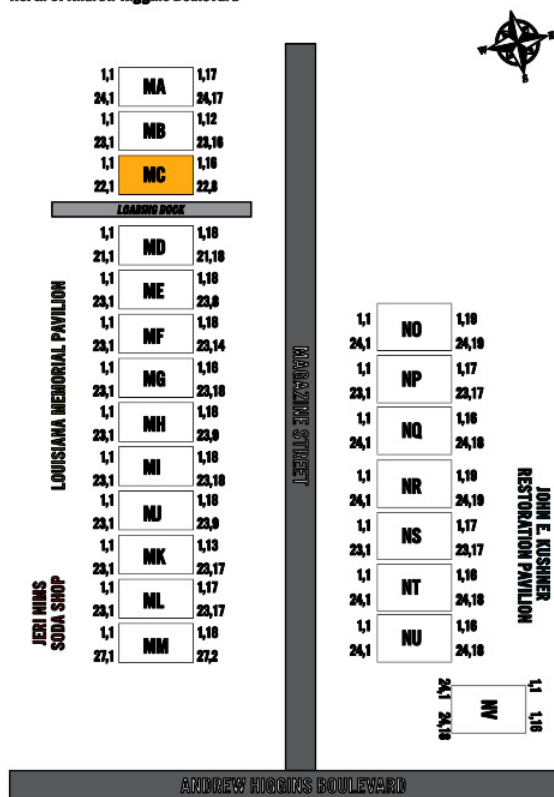 1,1 MA 1,17
24,1 24,17
1,1 MB 1,12
23,1 23,16
1,1 MC 1,16
22,1 22,8
LOADING DOCK
1,1 MD 1,18
21,1 21,18
1,1 ME 1,18
23,1 23,8
1,1 MF 1,18
23,1 23,14
1,1 MG 1,16
23,1 23,18
1,1 MH 1,18
23,1 23,9
1,1 MI 1,18
23,1 23,18
1,1 MJ 1,18
23,1 23,9
1,1 MK 1,13
23,1 23,17
1,1 ML 1,17
23,1 23,17
1,1 MM 1,18
27,1 27,2
LOUISIANA MEMORIAL PAVILION
JERI NIMS
SODA SHOP
MAGAZINE STREET
N
E
S
W
1,1 NO 1,19
24,1 24,19
1,1 NP 1,17
23,1 23,17
1,1 NQ 1,16
24,1 24,18
1,1 NR 1,19
24,1 24,19
1,1 NS 1,17
23,1 23,17
1,1 NT 1,16
24,1 24,18
1,1 NU 1,16
24,1 24,18
JOHN E. KUSHNER
RESTORATION PAVILION
1,1 NV 1,16
24,1 24,18
ANDREW HIGGINS BOULEVARD